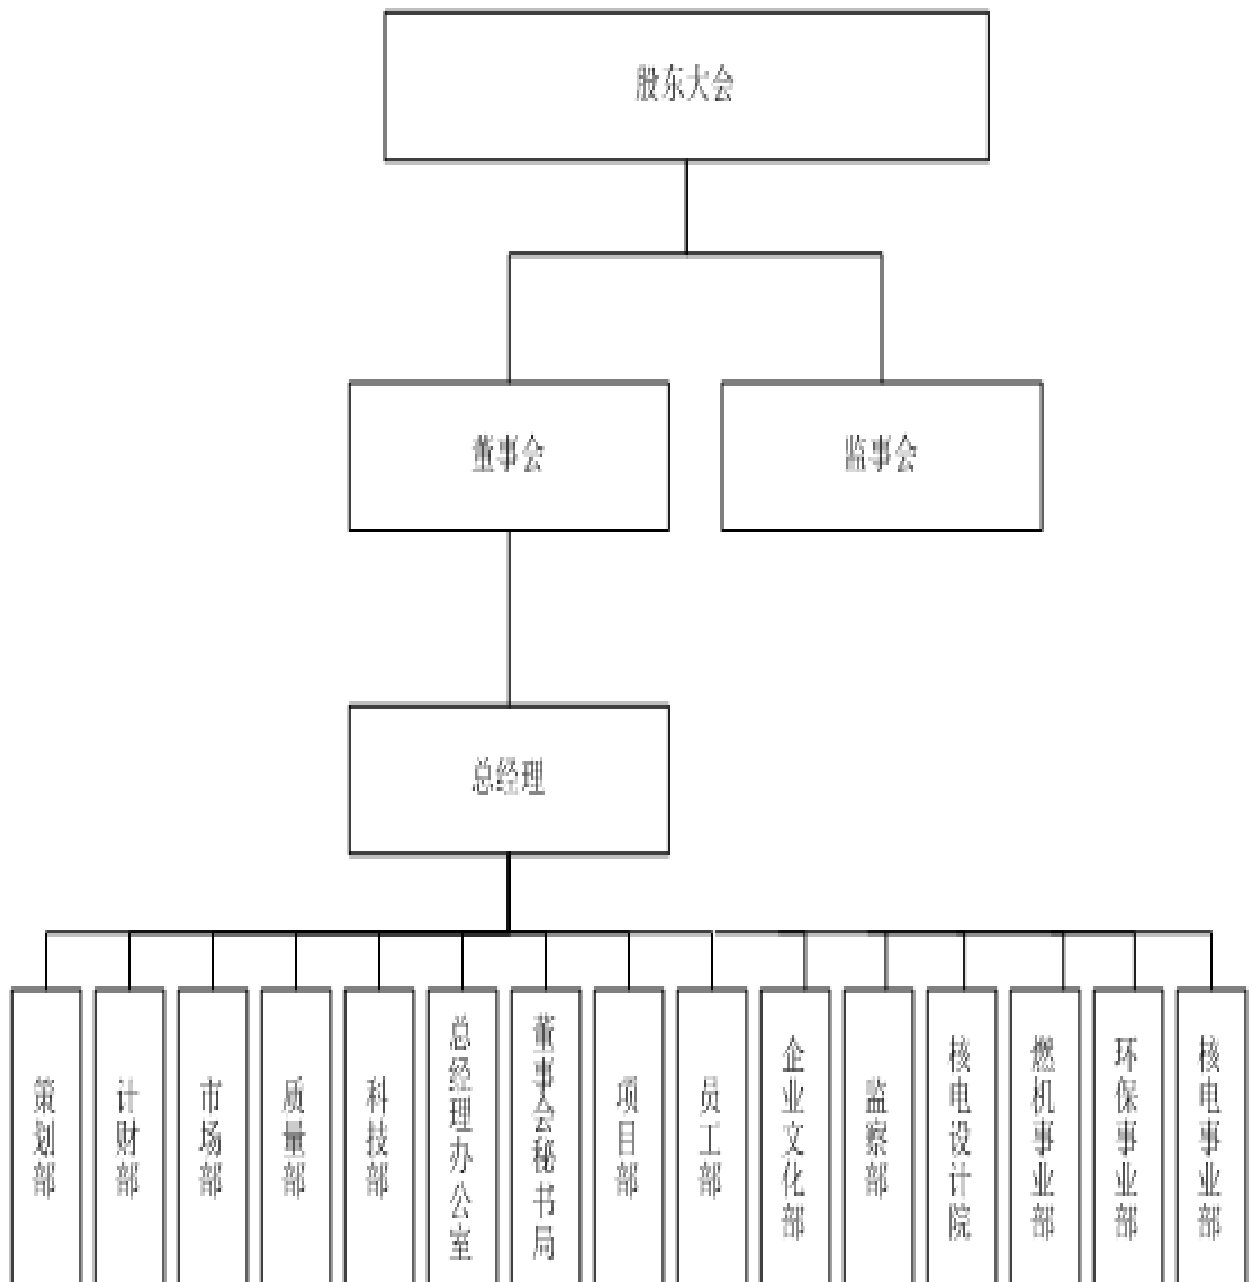 股东大会
董事会
监事会
总经理
策划部
计财部
市场部
质量部
科技部
总经理办公室
董事会秘书局
项目部
员工部
企业文化部
监察部
核电设计院
燃机事业部
环保事业部
核电事业部